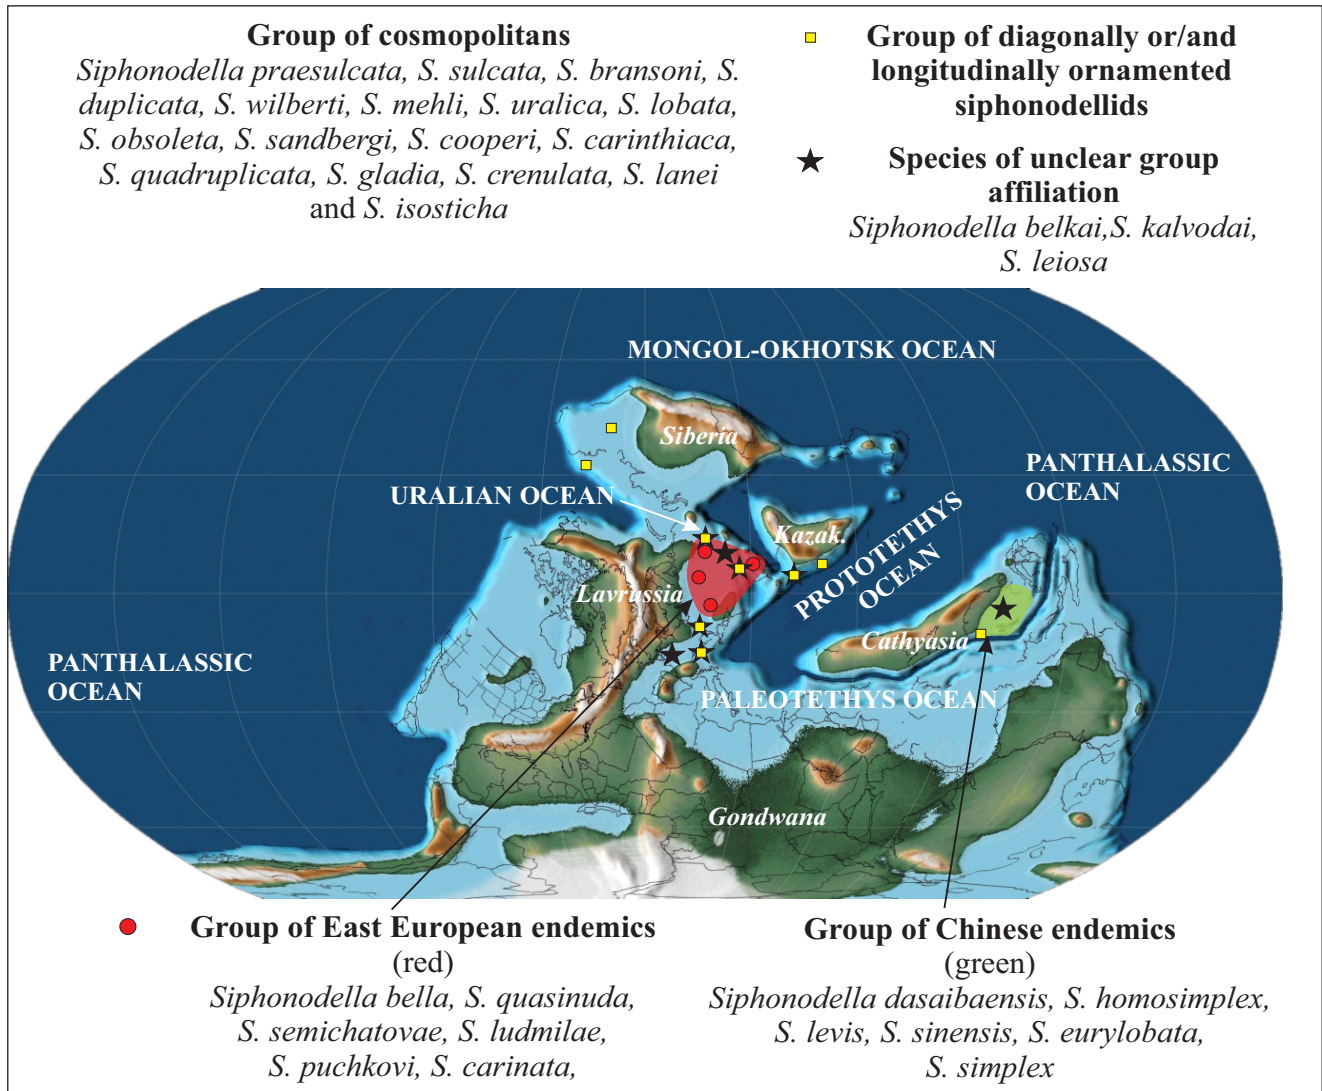 Group of cosmopolitans
Siphonodella praesulcata, S. sulcata, S. bransoni, S.
duplicata, S. wilberti, S. mehli, S. uralica, S. lobata,
S. obsoleta, S. sandbergi, S. cooperi, S. carinthiaca,
S. quadruplicata, S. gladia, S. crenulata, S. lanei
and S. isosticha
Group of diagonally or/and
longitudinally ornamented
siphonodellids
Species of unclear group
affiliation
Siphonodella belkai,S. kalvodai,
S. leiosa
MONGOL-OKHOTSK OCEAN
Siberia
PANTHALASSIC
OCEAN
URALIAN OCEAN
Kazak.
PROTOTETHYS
OCEAN
Lavrussia
Cathyasia
PANTHALASSIC
OCEAN
PALEOTETHYS OCEAN
Gondwana
Group of East European endemics
(red)
Siphonodella bella, S. quasinuda,
S. semichatovae, S. ludmilae,
S. puchkovi, S. carinata,
Group of Chinese endemics
(green)
Siphonodella dasaibaensis, S. homosimplex,
S. levis, S. sinensis, S. eurylobata,
S. simplex